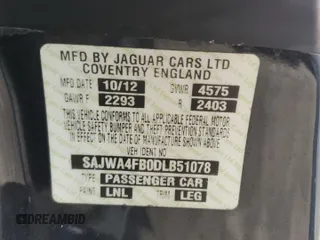 MFD BY JAGUAR CARS LTD
COVENTRY ENGLAND
MFD DATE 10/12 GVWR 4575
GAWR F 2293 R 2403
THIS VEHICLE CONFORMS TO ALL APPLICABLE FEDERAL MOTOR
VEHICLE SAFETY, BUMPER AND THEFT PREVENTION STANDARDS
IN EFFECT ON THE DATE OF MANUFACTURE SHOWN ABOVE
VEH IDENT NO
SAJWA4FB0DLB51078
TYPE PASSENGER CAR
PAINT LNL TRIM LEG
DREAMBID